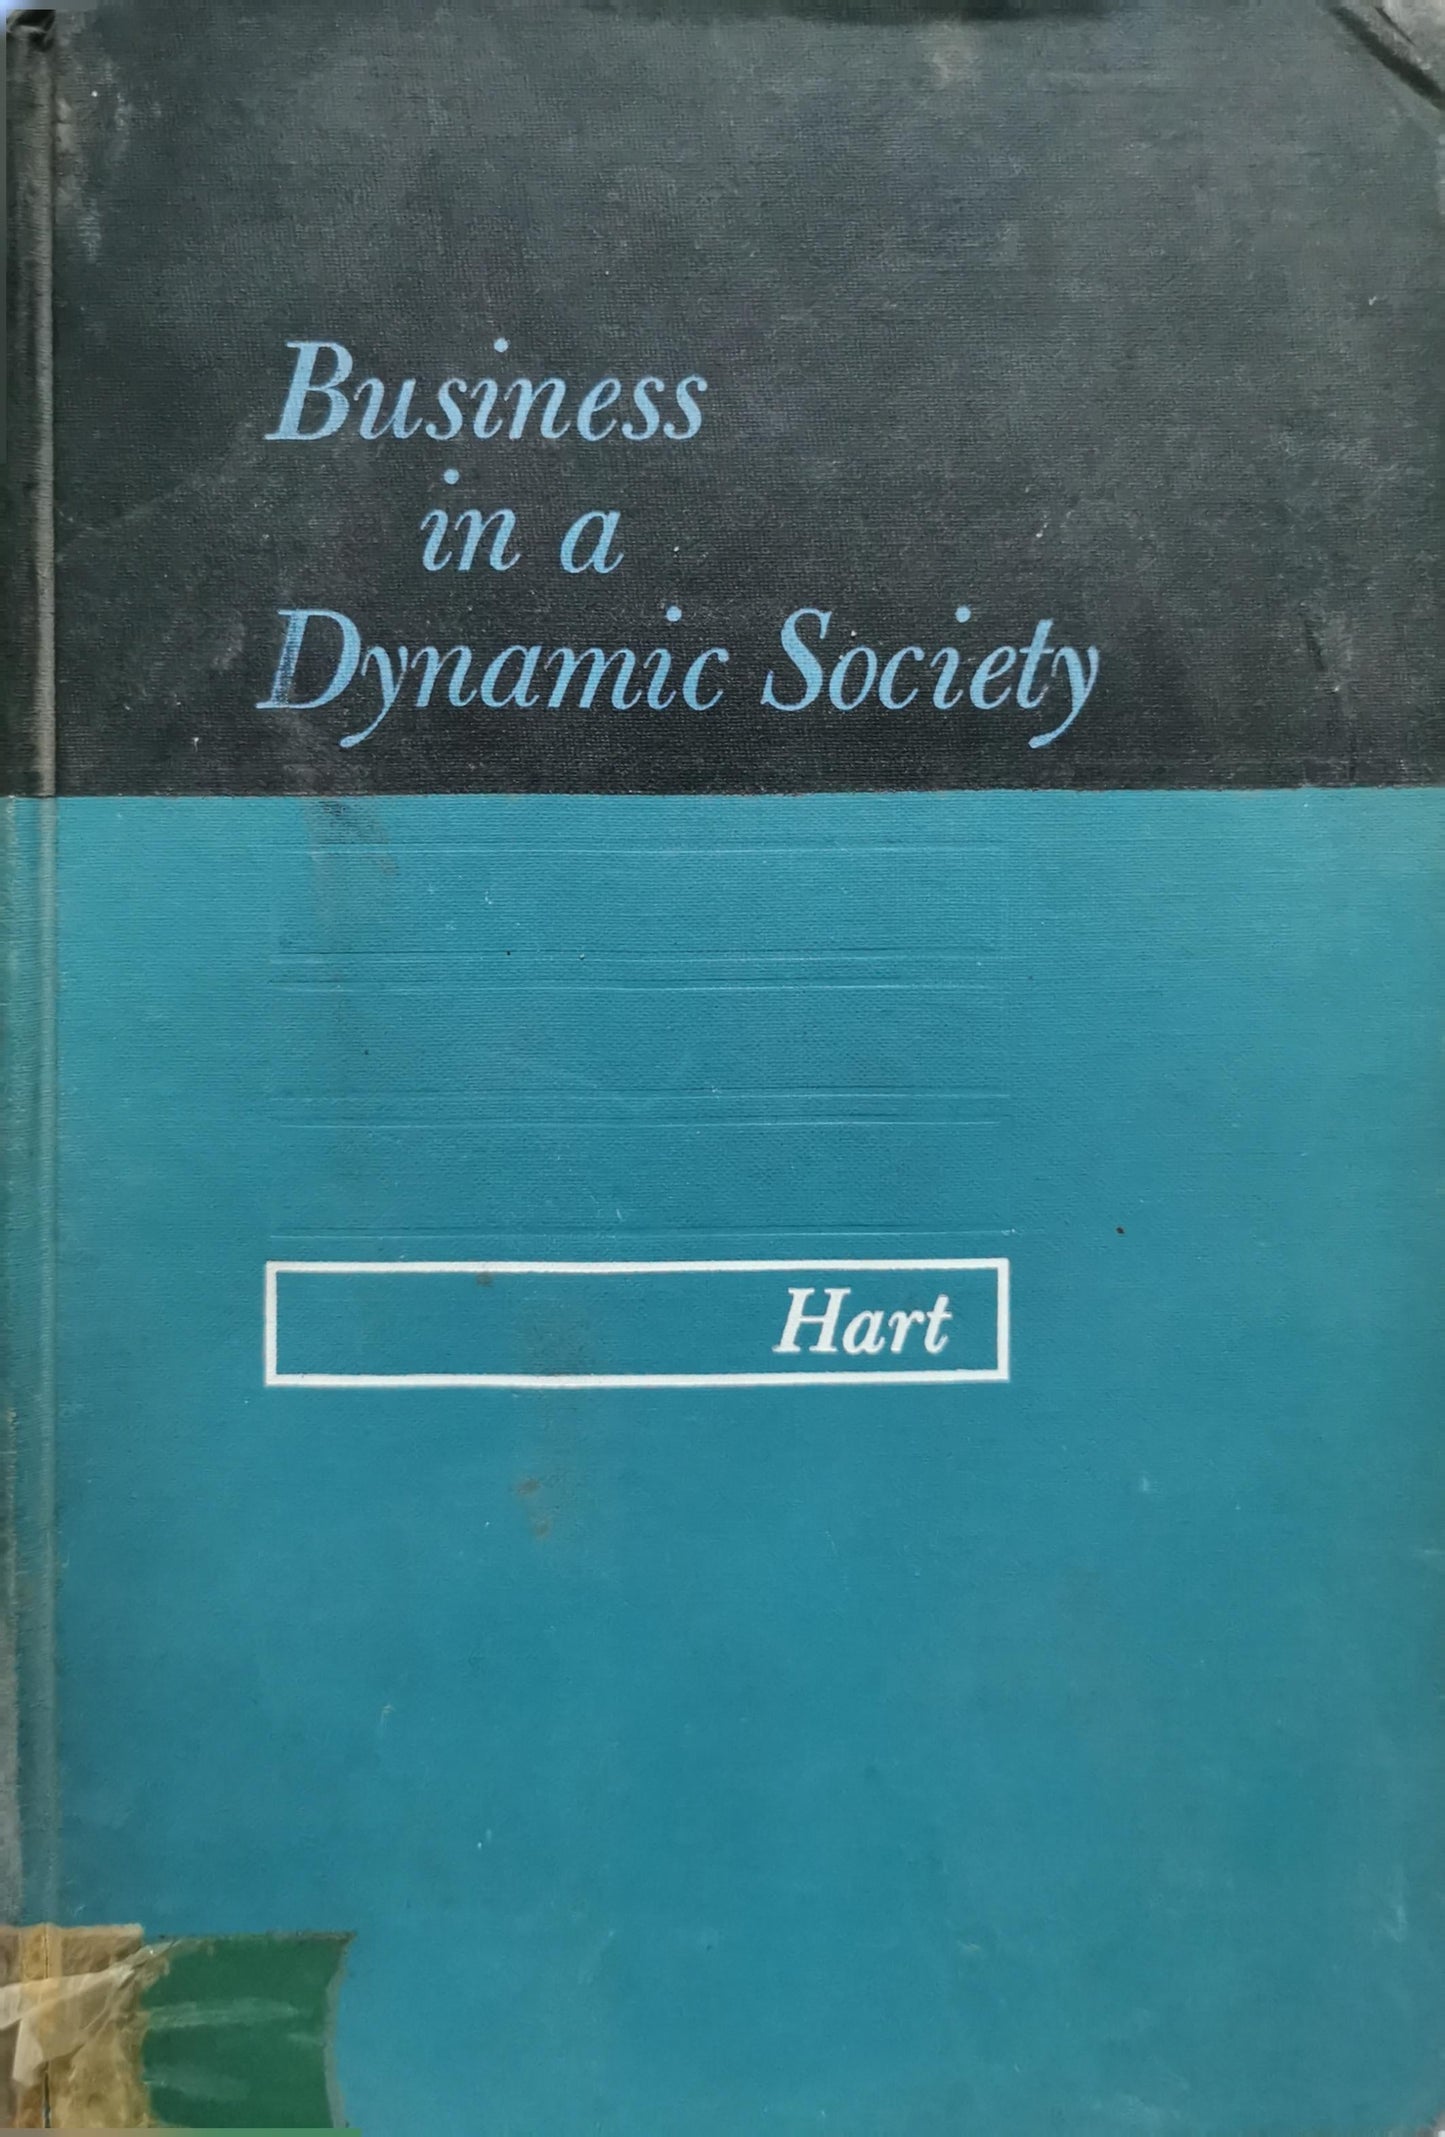 Business
in a
Dynamic Society
Hart